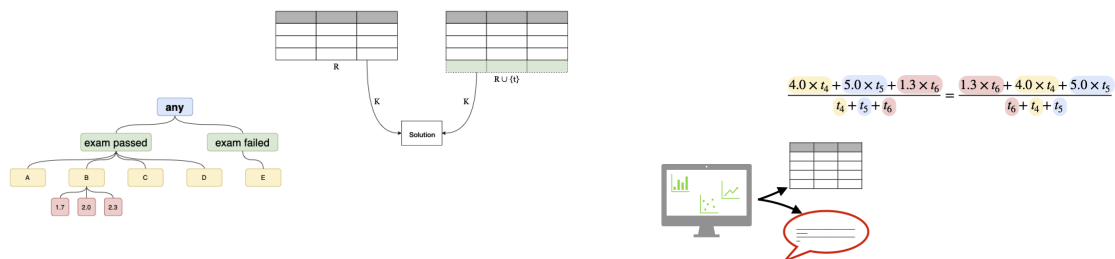 any
exam passed
exam failed
A
B
C
D
E
1.7
2.0
2.3
R
R ∪ {t}
K
K
Solution
4.0 × t₄ + 5.0 × t₅ + 1.3 × t₆
t₄ + t₅ + t₆
=
1.3 × t₆ + 4.0 × t₄ + 5.0 × t₅
t₆ + t₄ + t₅